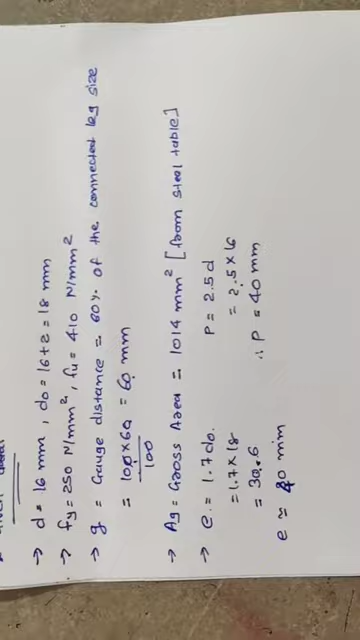 → d = 16 mm, do = 16+2 = 18 mm
→ fy = 250 N/mm², fu = 410 N/mm²
→ g = Gauge distance = 60% of the connected leg size
= 100×60 = 60 mm
100
→ Ag = Gross Area = 1014 mm² [from steel table]
→ e = 1.7 do. P = 2.5 d
= 1.7 × 18 = 2.5 × 16
= 30.6 ∴ P = 40 mm
e ≈ 40 mm